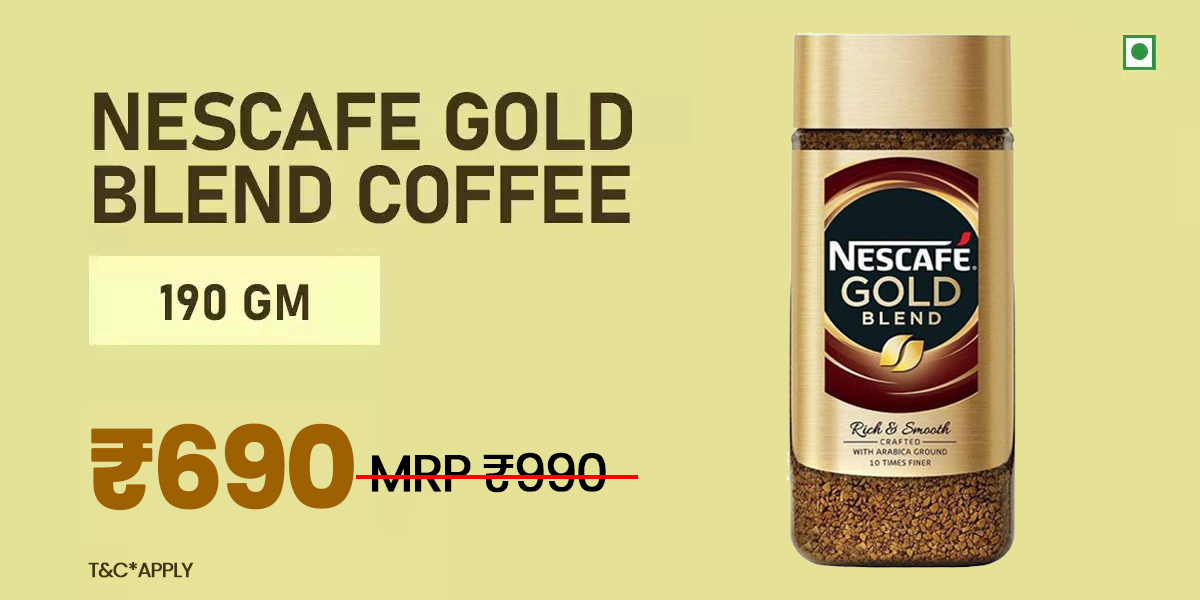 NESCAFE GOLD
BLEND COFFEE
190 GM
₹690 MRP ₹990
T&C*APPLY
NESCAFÉ.
GOLD
BLEND
Rich & Smooth
CRAFTED
WITH ARABICA GROUND
10 TIMES FINER